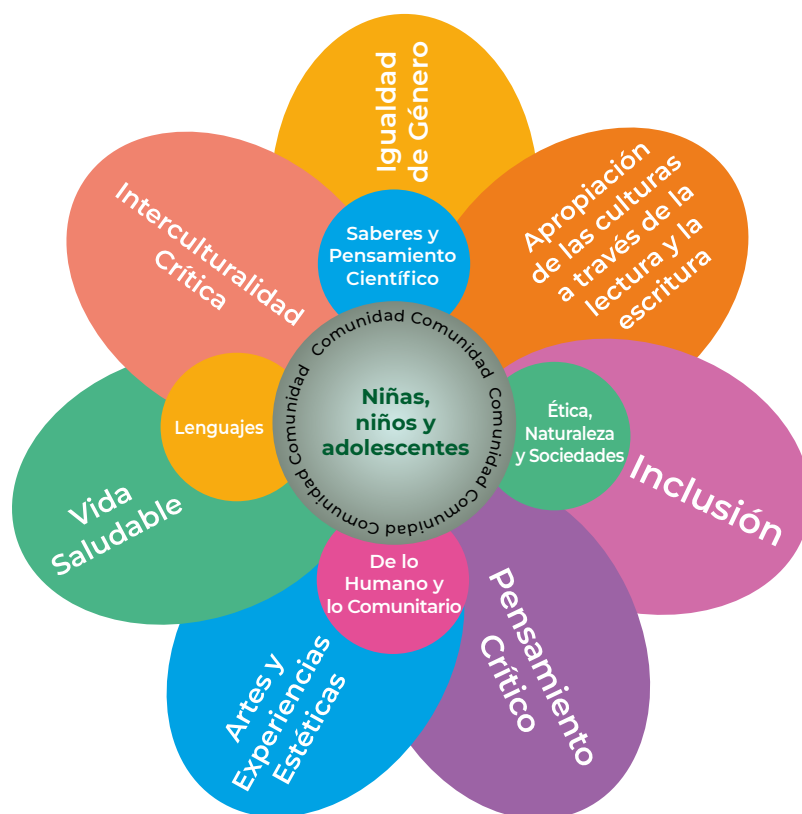 Igualdad
de Género
Apropiación
de las culturas
a través de la
lectura y la
escritura
Interculturalidad
Crítica
Saberes y
Pensamiento
Científico
Comunidad Comunidad Comunidad Comunidad Comunidad Comunidad
Niñas,
niños y
adolescentes
Lenguajes
Ética,
Naturaleza
y Sociedades
Inclusión
Vida
Saludable
De lo
Humano y
lo Comunitario
Pensamiento
Crítico
Artes y
Experiencias
Estéticas